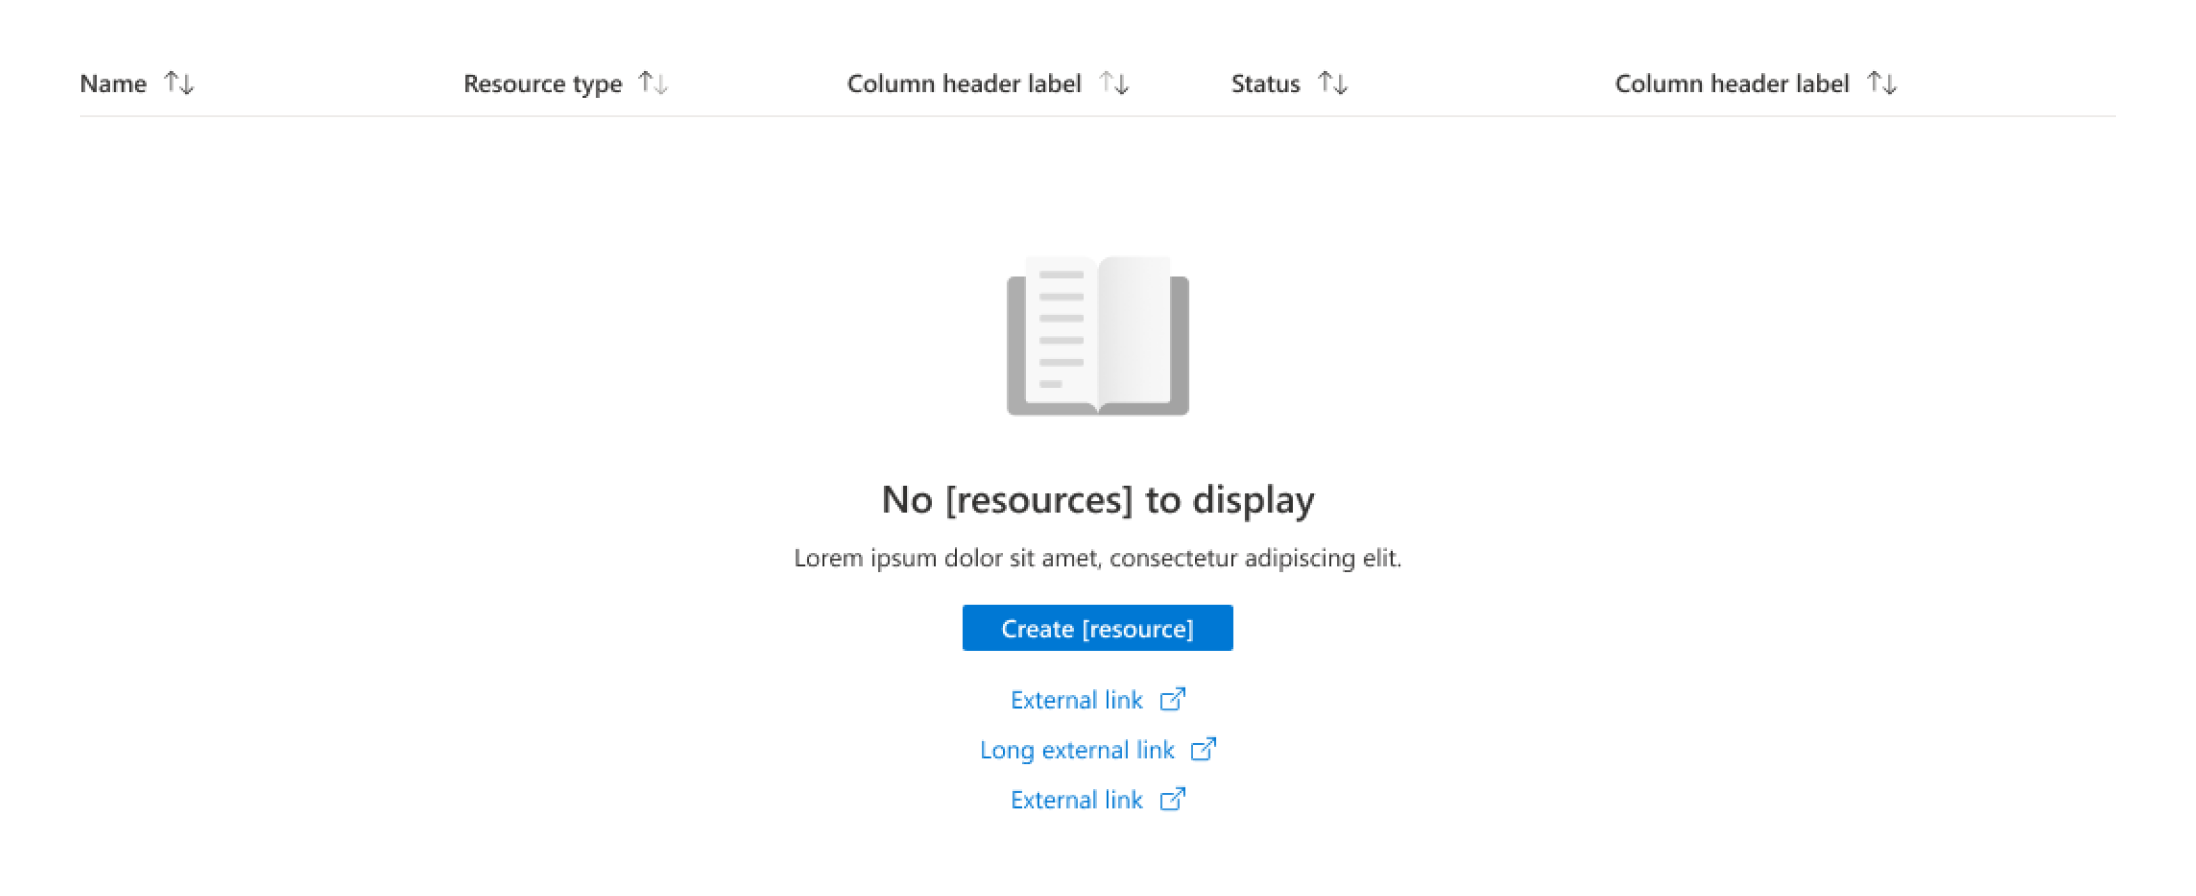 Name ↑↓ Resource type ↑↓ Column header label ↑↓ Status ↑↓ Column header label ↑↓
No [resources] to display
Lorem ipsum dolor sit amet, consectetur adipiscing elit.
Create [resource]
External link
Long external link
External link